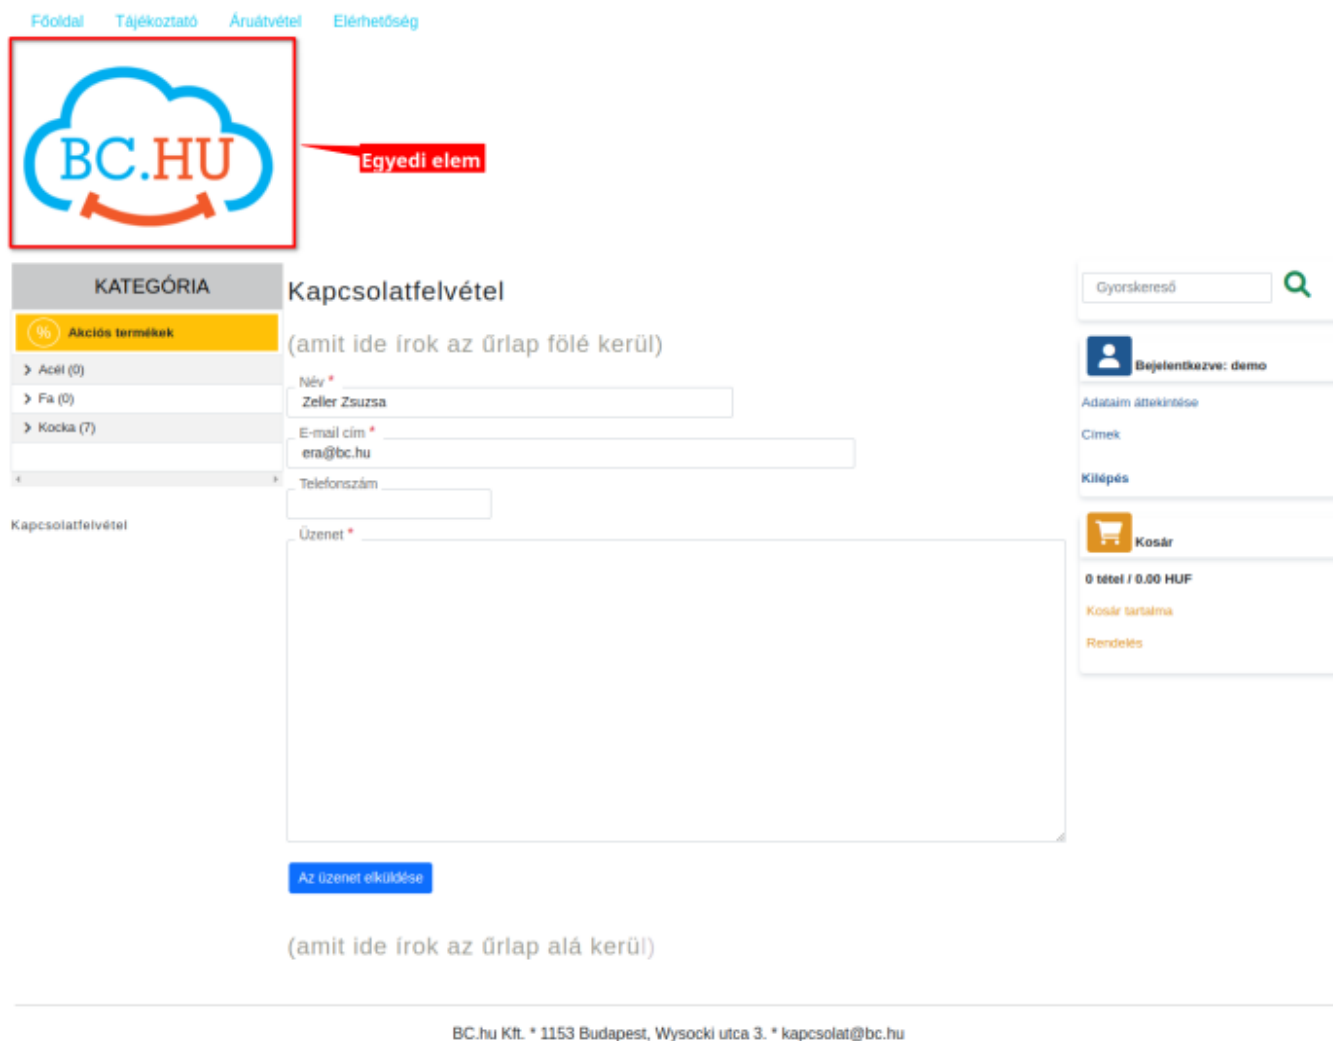 Főoldal Tájékoztató Áruátvétel Elérhetőség
BC.HU
Egyedi elem
KATEGÓRIA
% Akciós termékek
Acél (0)
Fa (0)
Kocka (7)
Kapcsolatfelvétel
Kapcsolatfelvétel
(amit ide írok az űrlap fölé kerül)
Név *
Zeller Zsuzsa
E-mail cím *
era@bc.hu
Telefonszám
Üzenet *
Az üzenet elküldése
(amit ide írok az űrlap alá kerül)
Gyorskereső
Bejelentkezve: demo
Adataim áttekintése
Címek
Kilépés
Kosár
0 tétel / 0.00 HUF
Kosár tartalma
Rendelés
BC.hu Kft. * 1153 Budapest, Wysocki utca 3. * kapcsolat@bc.hu